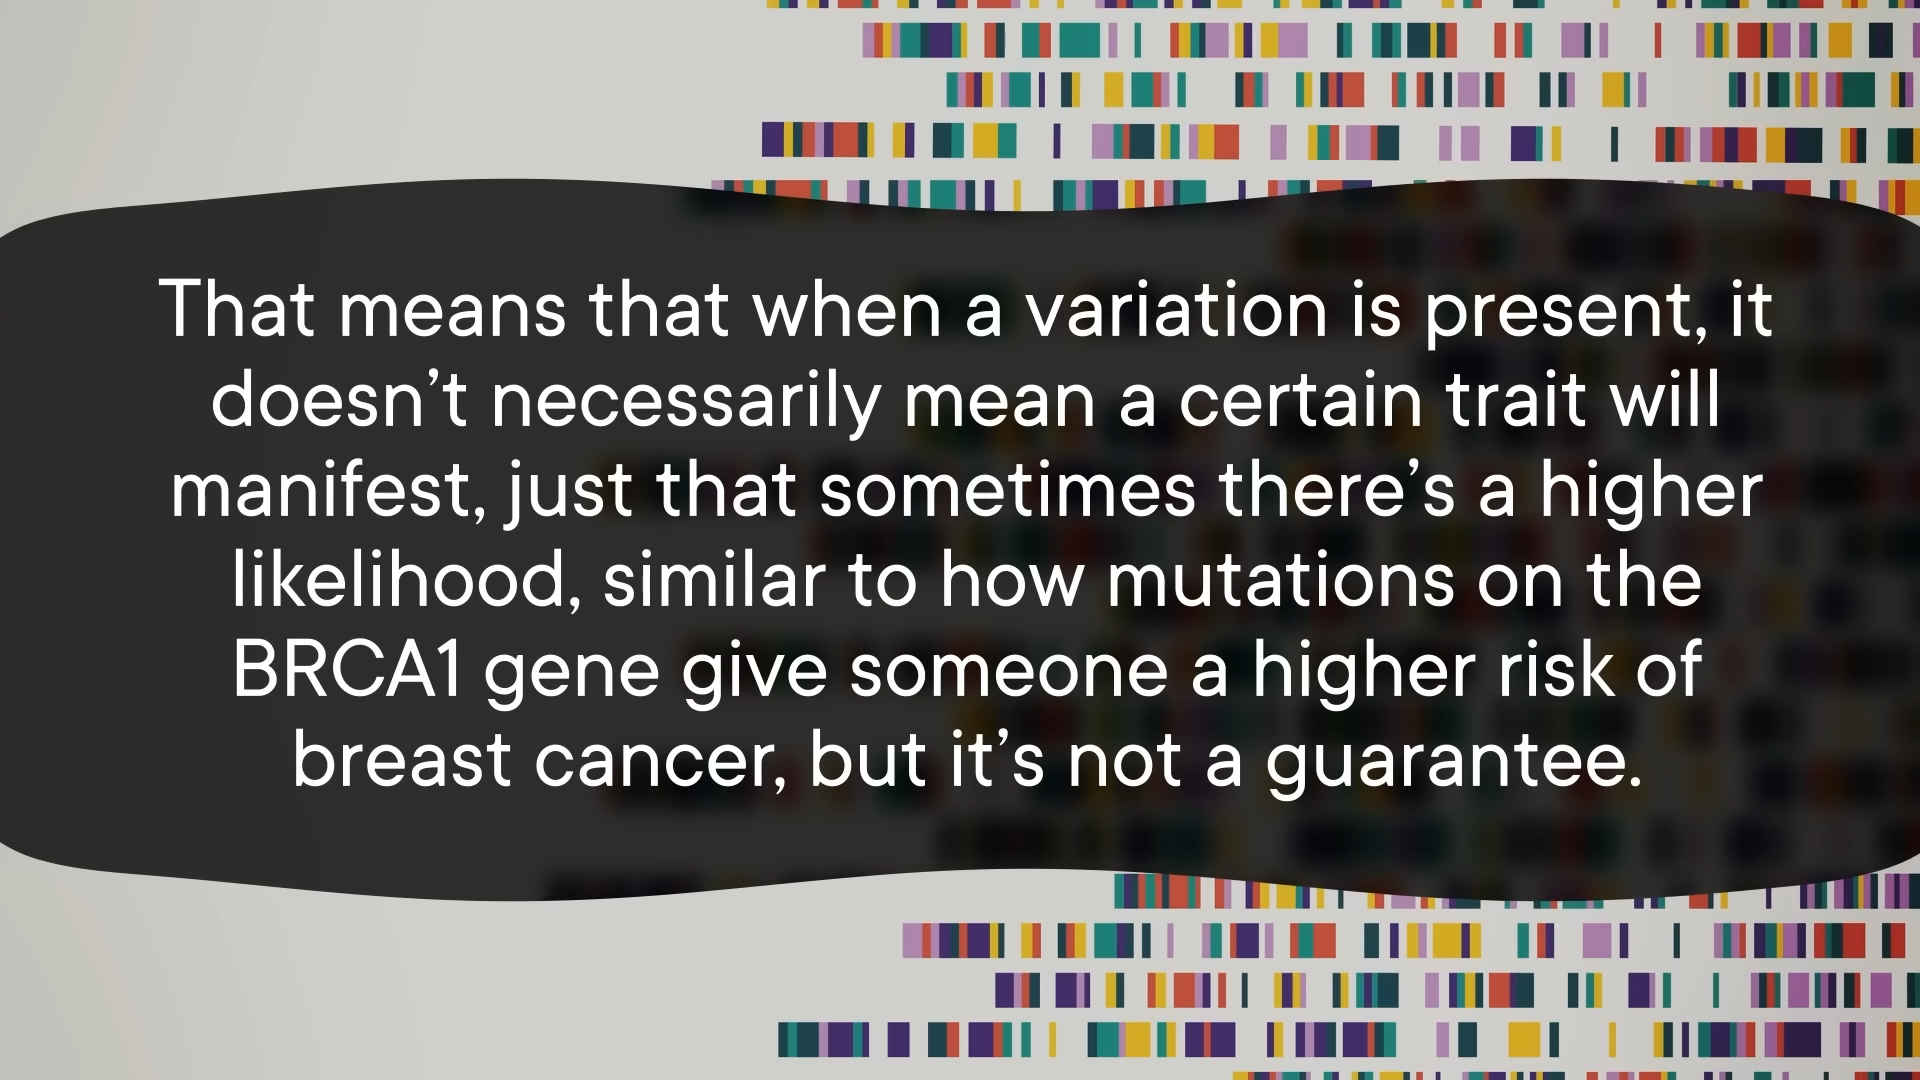 That means that when a variation is present, it
doesn’t necessarily mean a certain trait will
manifest, just that sometimes there’s a higher
likelihood, similar to how mutations on the
BRCA1 gene give someone a higher risk of
breast cancer, but it’s not a guarantee.